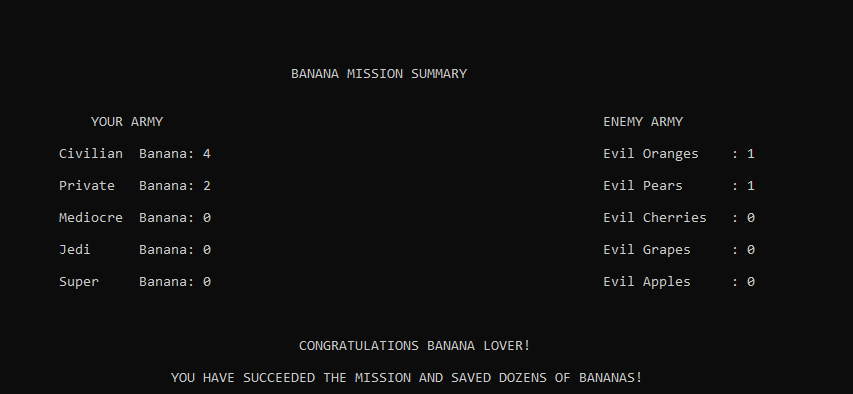 BANANA MISSION SUMMARY
YOUR ARMY ENEMY ARMY
Civilian Banana: 4 Evil Oranges : 1
Private Banana: 2 Evil Pears : 1
Mediocre Banana: 0 Evil Cherries : 0
Jedi Banana: 0 Evil Grapes : 0
Super Banana: 0 Evil Apples : 0
CONGRATULATIONS BANANA LOVER!
YOU HAVE SUCCEEDED THE MISSION AND SAVED DOZENS OF BANANAS!